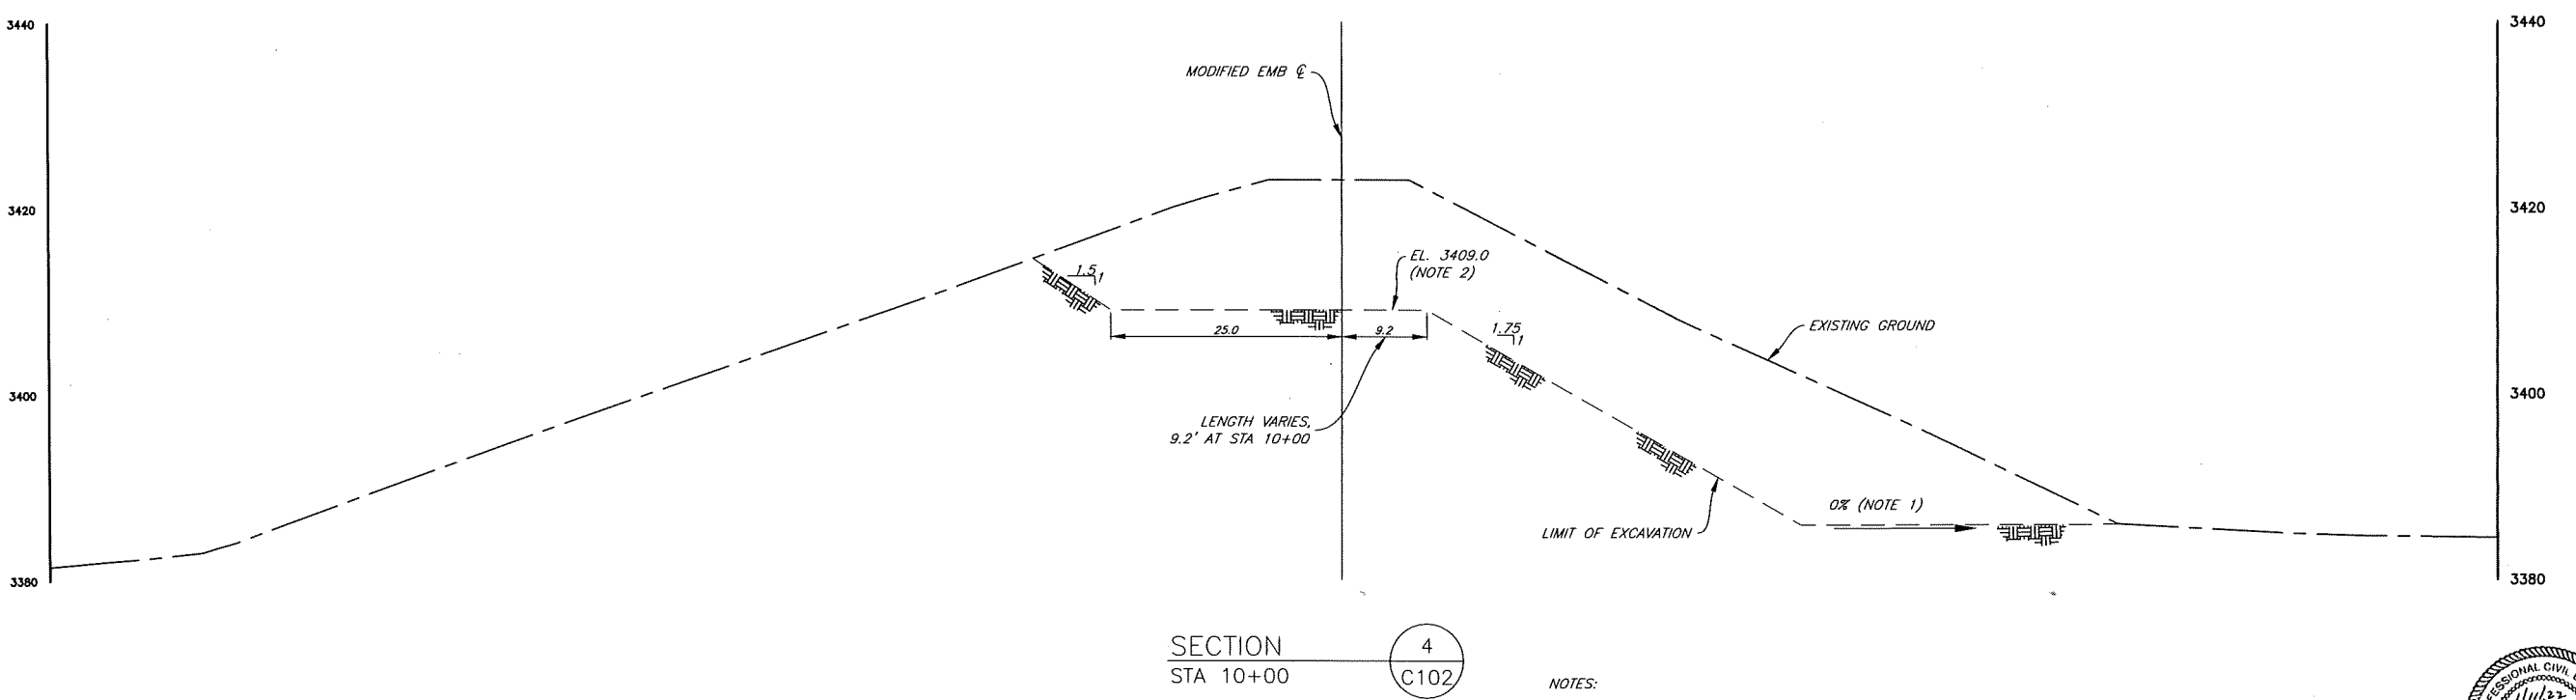 3440
3440
MODIFIED EMB ℄
3420
3420
EL. 3409.0
(NOTE 2)
1.5
1
25.0
9.2
1.75
1
EXISTING GROUND
3400
3400
LENGTH VARIES,
9.2' AT STA 10+00
0% (NOTE 1)
LIMIT OF EXCAVATION
3380
3380
SECTION
4
STA 10+00
C102
NOTES:
CIVIL